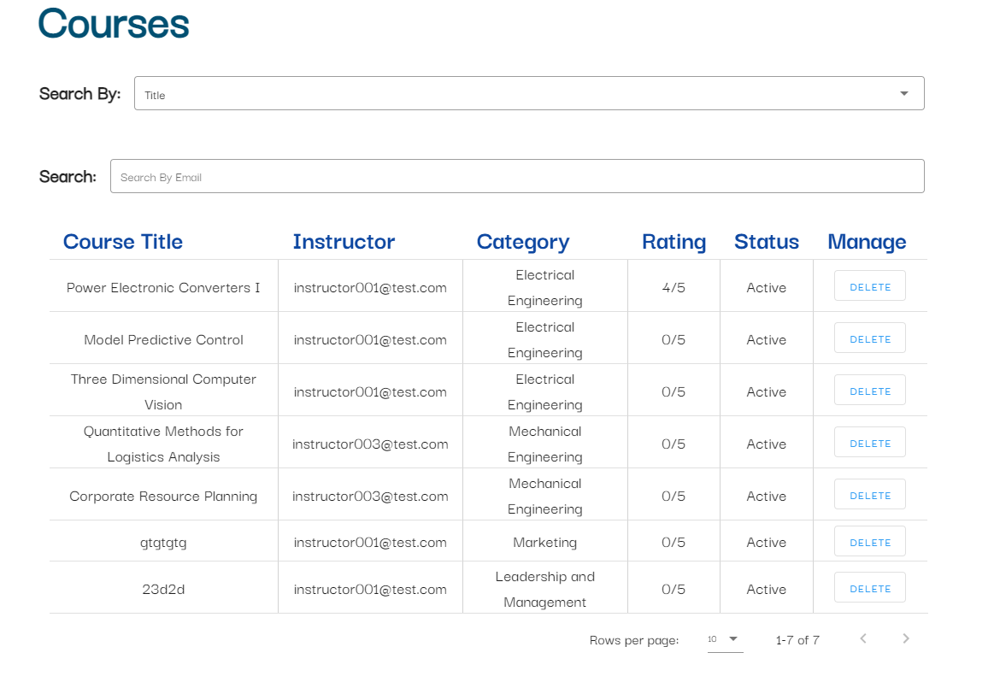 Courses
Search By: Title
Search: Search By Email
Course Title Instructor Category Rating Status Manage
Power Electronic Converters I instructor001@test.com Electrical Engineering 4/5 Active DELETE
Model Predictive Control instructor001@test.com Electrical Engineering 0/5 Active DELETE
Three Dimensional Computer Vision instructor001@test.com Electrical Engineering 0/5 Active DELETE
Quantitative Methods for Logistics Analysis instructor003@test.com Mechanical Engineering 0/5 Active DELETE
Corporate Resource Planning instructor003@test.com Mechanical Engineering 0/5 Active DELETE
gtgtgtg instructor001@test.com Marketing 0/5 Active DELETE
23d2d instructor001@test.com Leadership and Management 0/5 Active DELETE
Rows per page: 10 1-7 of 7